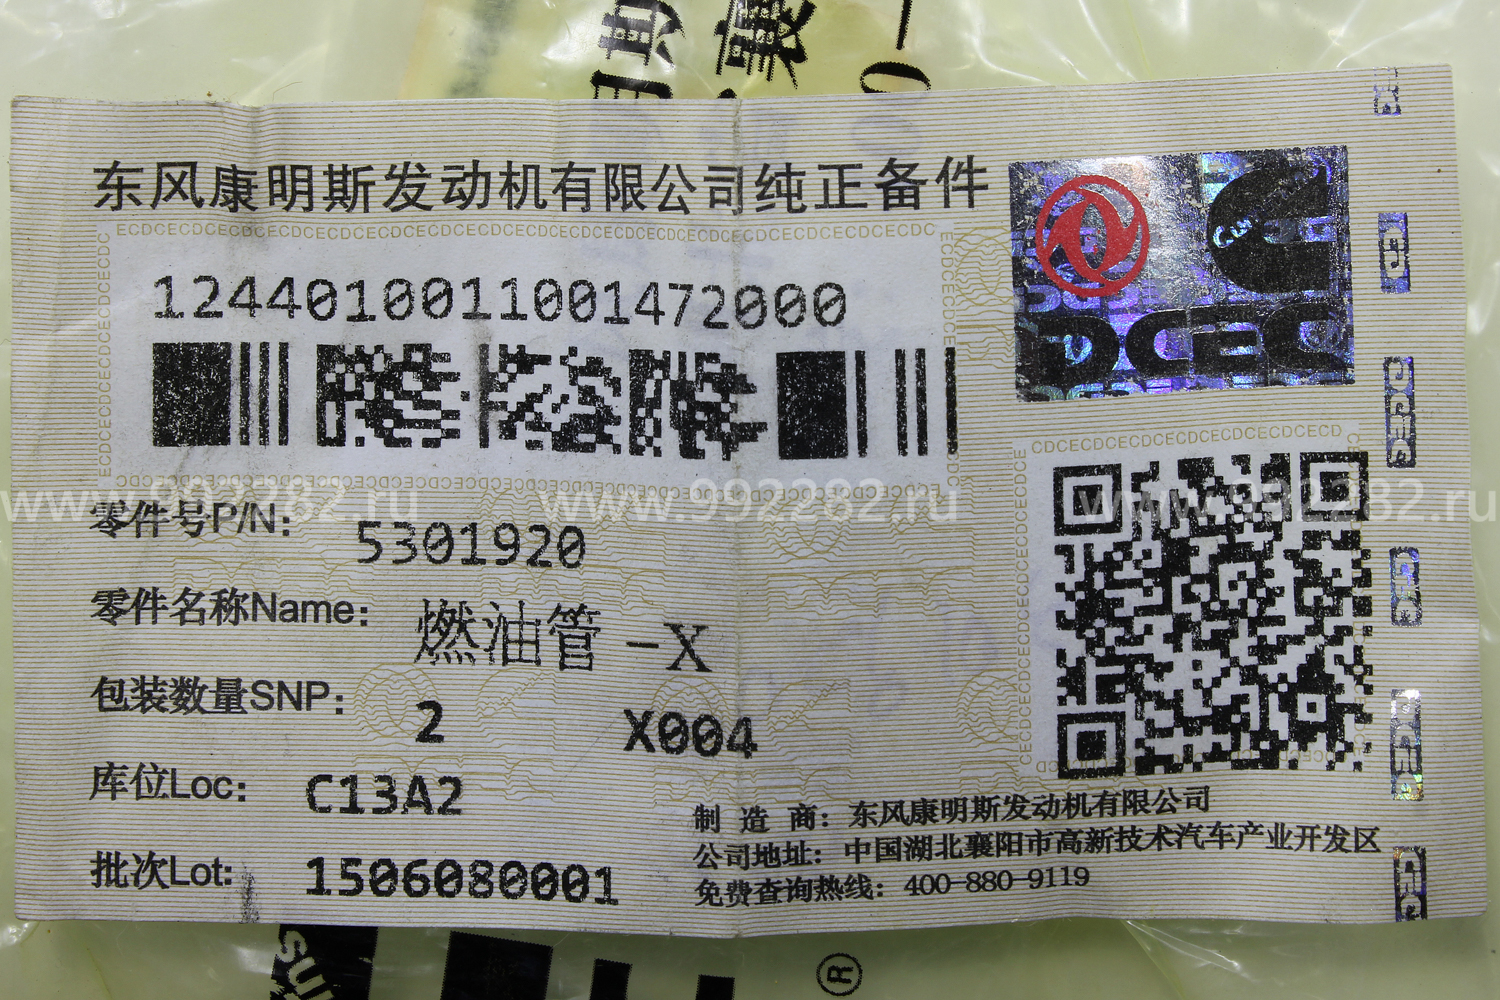 东风康明斯发动机有限公司纯正备件
12440100110014720​00
DCEC
零件号P/N: 5301920
零件名称Name: 燃油管 -X
包装数量SNP: 2 X004
库位Loc: C13A2
批次Lot: 1506080001
制 造 商: 东风康明斯发动机有限公司
公司地址: 中国湖北襄阳市高新技术汽车产业开发区
免费查询热线: 400-880-9119
www.992282.ru www.992282.ru www.992282.ru
®